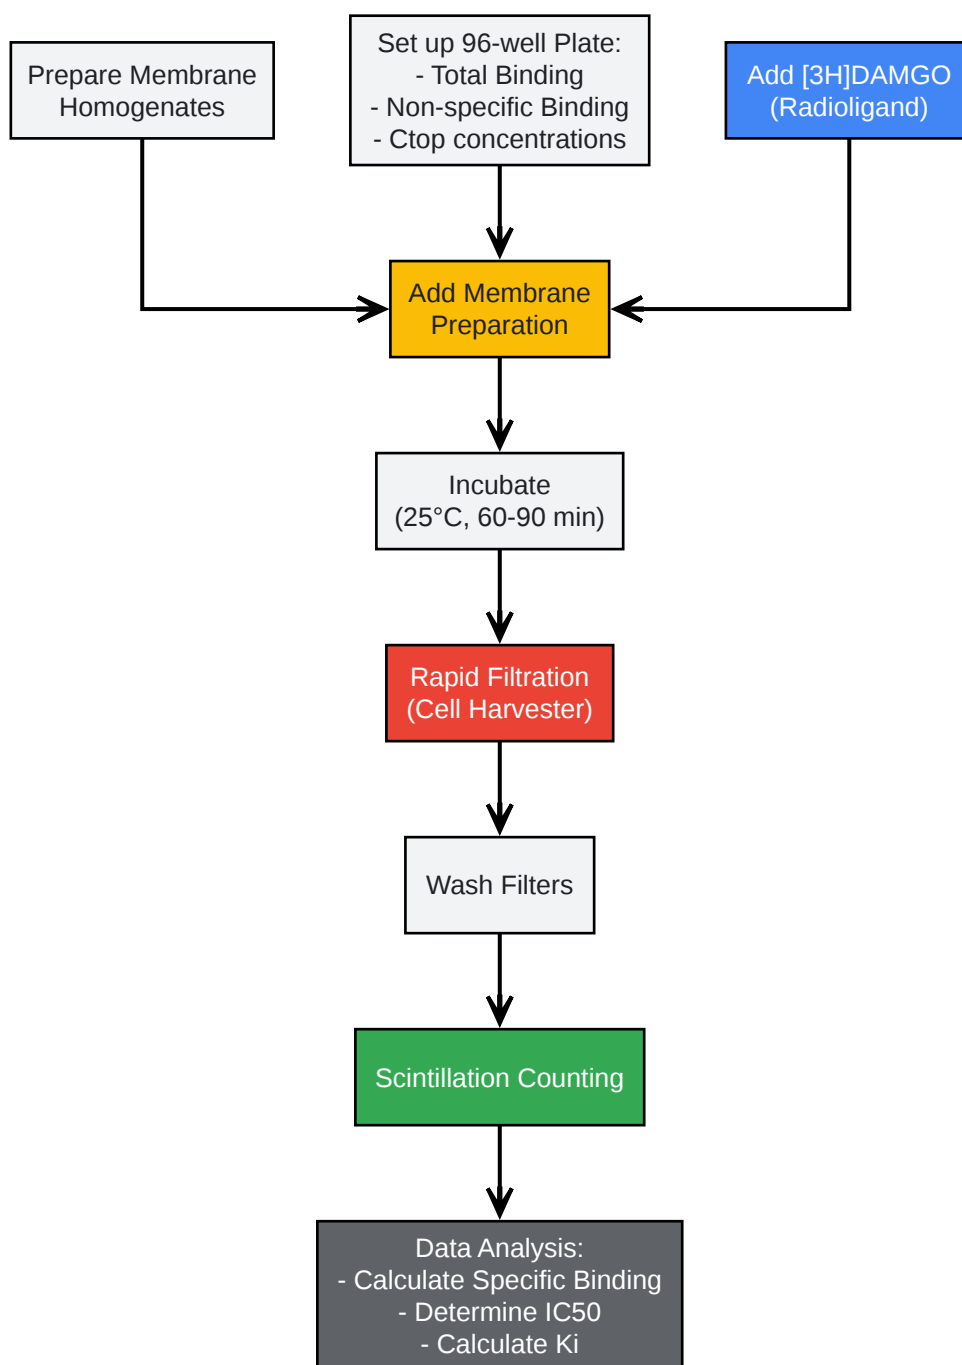 Prepare Membrane
Homogenates
Set up 96-well Plate:
- Total Binding
- Non-specific Binding
- Ctop concentrations
Add [3H]DAMGO
(Radioligand)
Add Membrane
Preparation
Incubate
(25°C, 60-90 min)
Rapid Filtration
(Cell Harvester)
Wash Filters
Scintillation Counting
Data Analysis:
- Calculate Specific Binding
- Determine IC50
- Calculate Ki